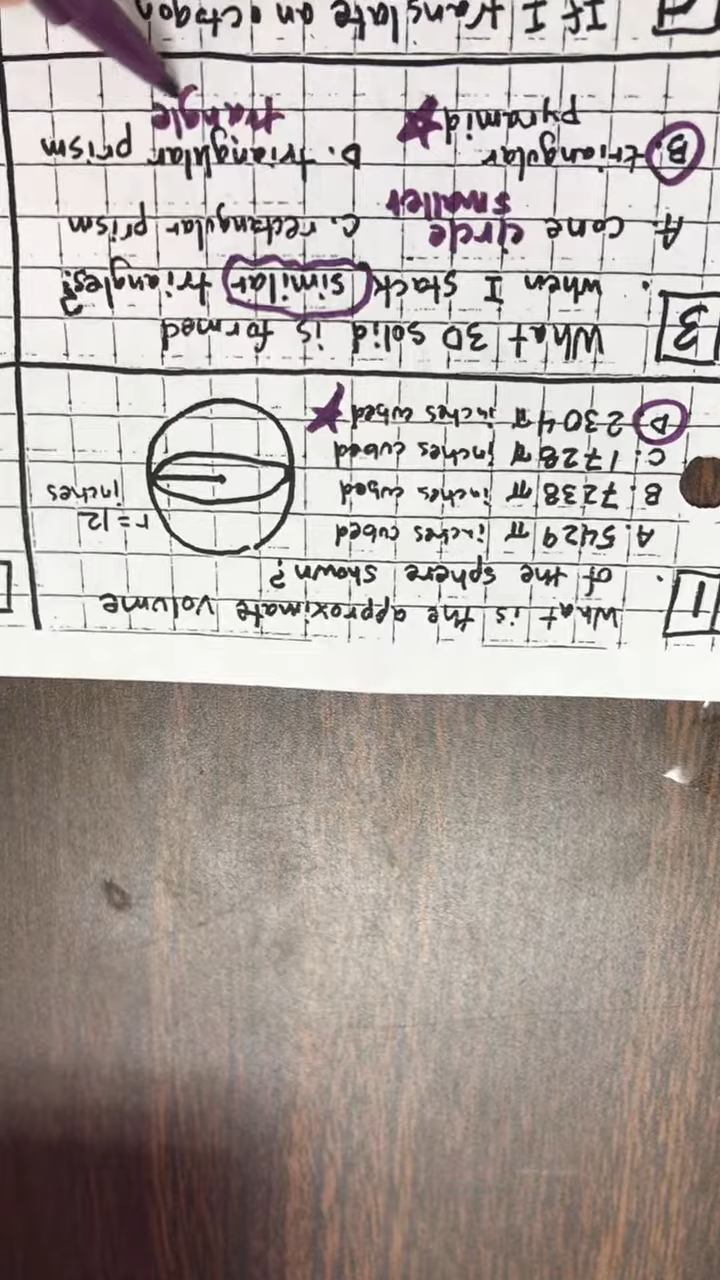 1 What is the approximate volume
. of the sphere shown?
A. 5429 π inches cubed
B. 7238 π inches cubed
C. 1728 π inches cubed
D. 2304 π inches cubed
r = 12
inches
3 What 3D solid is formed
. when I stack similar triangles?
A. cone circle
smaller
C. rectangular prism
B. triangular
pyramid
D. triangular prism
triangle
If I translate an octagon